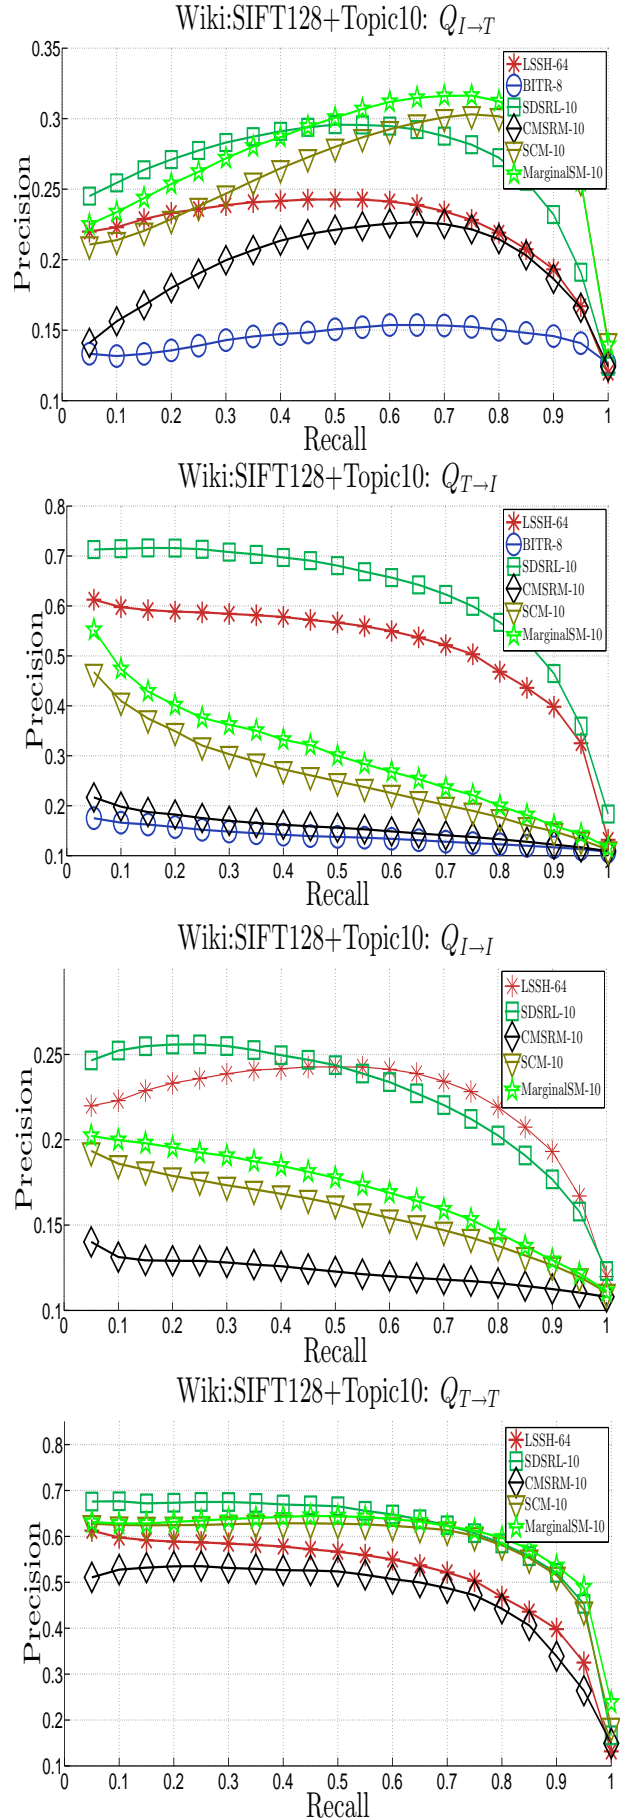 Wiki:SIFT128+Topic10: Q_{I→T}
0.35
0.3
0.25
0.2
0.15
0.1
Precision
LSSH-64
BITR-8
SDSRL-10
CMSRM-10
SCM-10
MarginalSM-10
0 0.1 0.2 0.3 0.4 0.5 0.6 0.7 0.8 0.9 1
Recall
Wiki:SIFT128+Topic10: Q_{T→I}
0.8
0.7
0.6
0.5
0.4
0.3
0.2
0.1
Precision
LSSH-64
BITR-8
SDSRL-10
CMSRM-10
SCM-10
MarginalSM-10
0 0.1 0.2 0.3 0.4 0.5 0.6 0.7 0.8 0.9 1
Recall
Wiki:SIFT128+Topic10: Q_{I→I}
0.25
0.2
0.15
0.1
Precision
LSSH-64
SDSRL-10
CMSRM-10
SCM-10
MarginalSM-10
0 0.1 0.2 0.3 0.4 0.5 0.6 0.7 0.8 0.9 1
Recall
Wiki:SIFT128+Topic10: Q_{T→T}
0.8
0.7
0.6
0.5
0.4
0.3
0.2
0.1
Precision
LSSH-64
SDSRL-10
CMSRM-10
SCM-10
MarginalSM-10
0 0.1 0.2 0.3 0.4 0.5 0.6 0.7 0.8 0.9 1
Recall